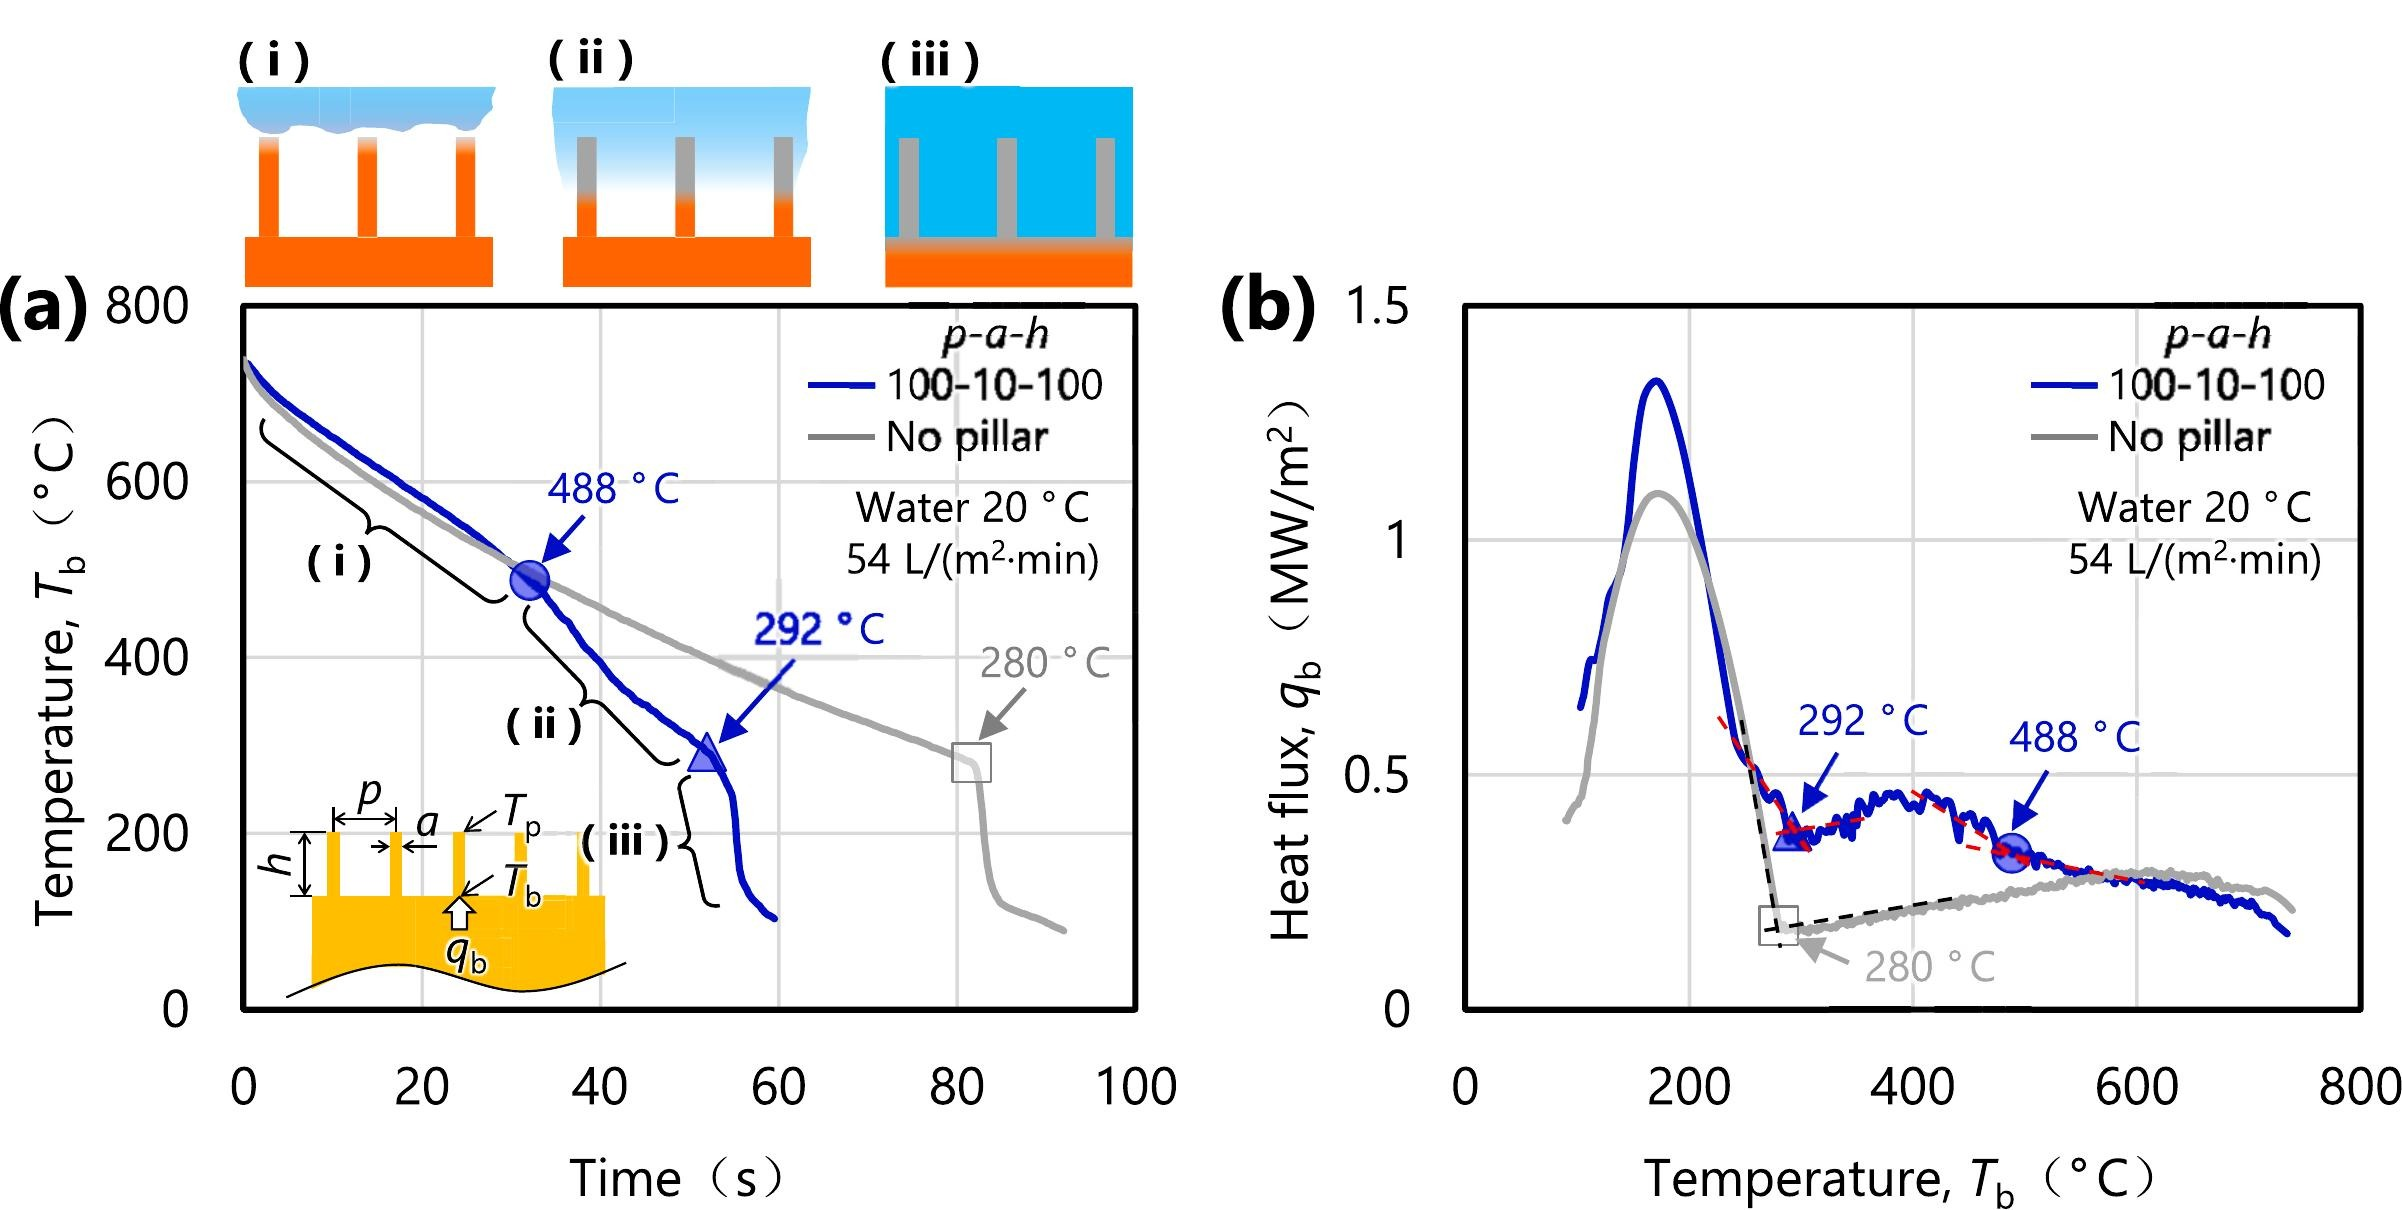 ( i )
( ii )
( iii )
(a)
800
600
400
200
0
Temperature, Tb (°C)
p-a-h
100-10-100
No pillar
Water 20 °C
54 L/(m²·min)
488 °C
292 °C
280 °C
( i )
( ii )
( iii )
p
a
h
Tp
Tb
qb
0
20
40
60
80
100
Time (s)
(b)
1.5
1
0.5
0
Heat flux, qb (MW/m²)
p-a-h
100-10-100
No pillar
Water 20 °C
54 L/(m²·min)
292 °C
488 °C
280 °C
0
200
400
600
800
Temperature, Tb (°C)